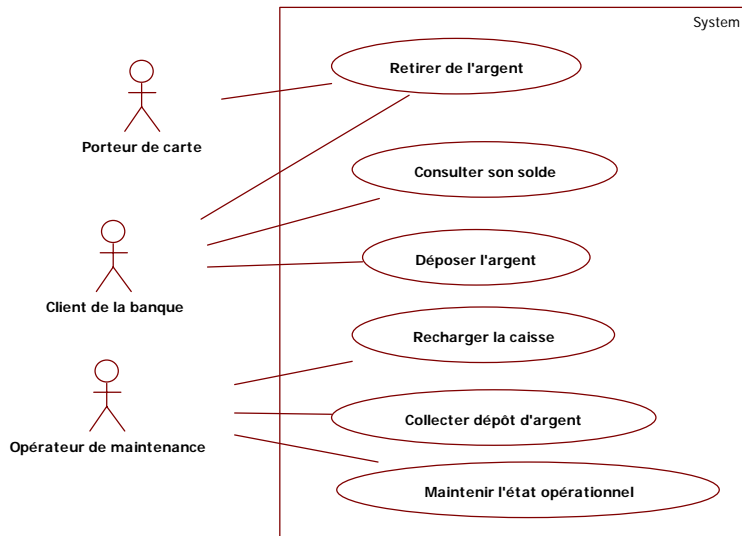 System
Retirer de l'argent
Porteur de carte
Consulter son solde
Déposer l'argent
Client de la banque
Recharger la caisse
Collecter dépôt d'argent
Opérateur de maintenance
Maintenir l'état opérationnel